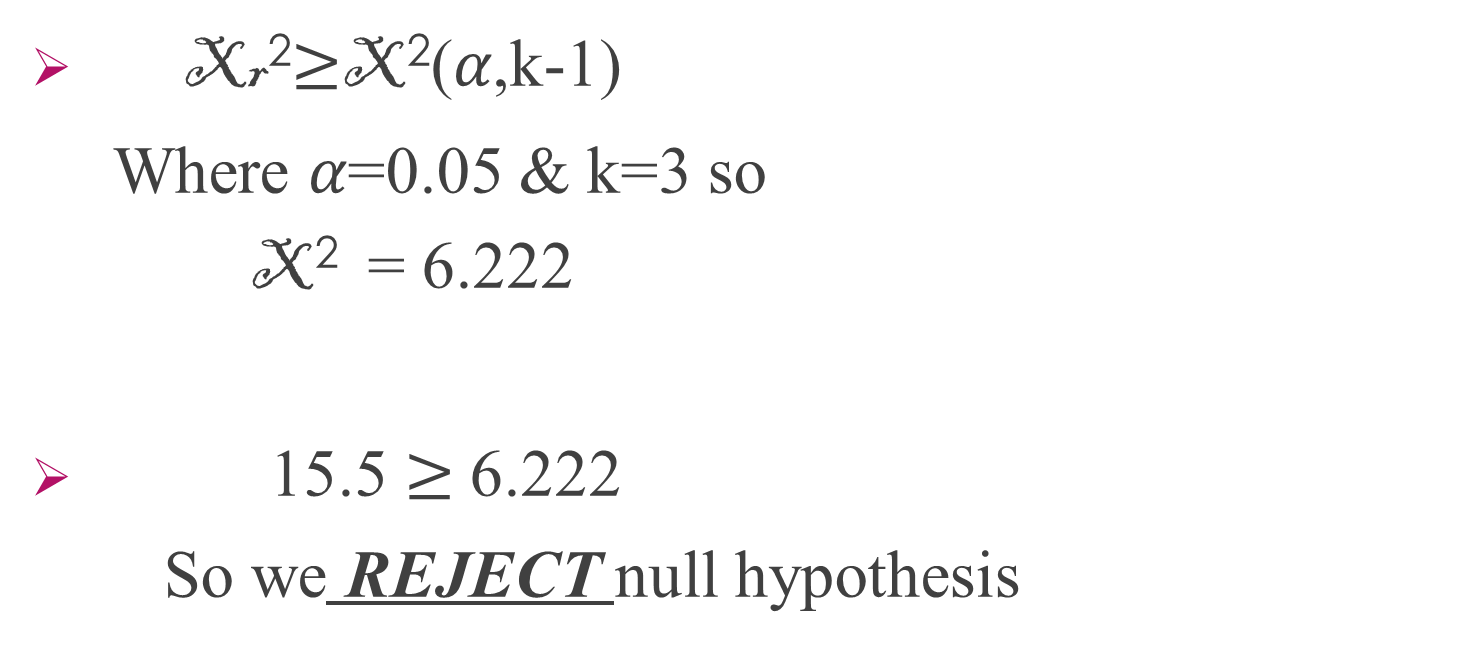 ➢ 𝒳ᵣ²≥𝒳²(α,k-1)
Where α=0.05 & k=3 so
𝒳² = 6.222
➢ 15.5 ≥ 6.222
So we REJECT null hypothesis